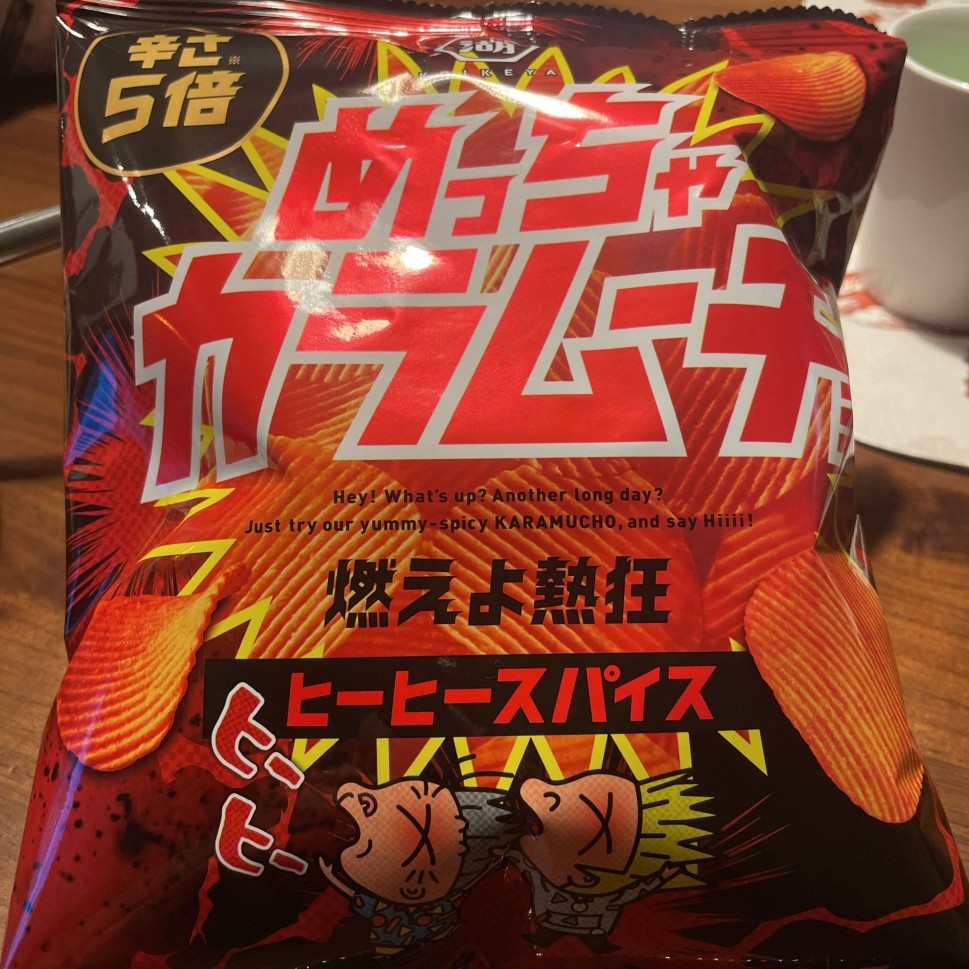 辛さ※
5倍
湖
KOIKEYA
めっちゃ
カラムーチョ
Hey! What's up? Another long day?
Just try our yummy-spicy KARAMUCHO, and say Hiiii!
燃えよ熱狂
ヒーヒースパイス
ヒー
ヒー